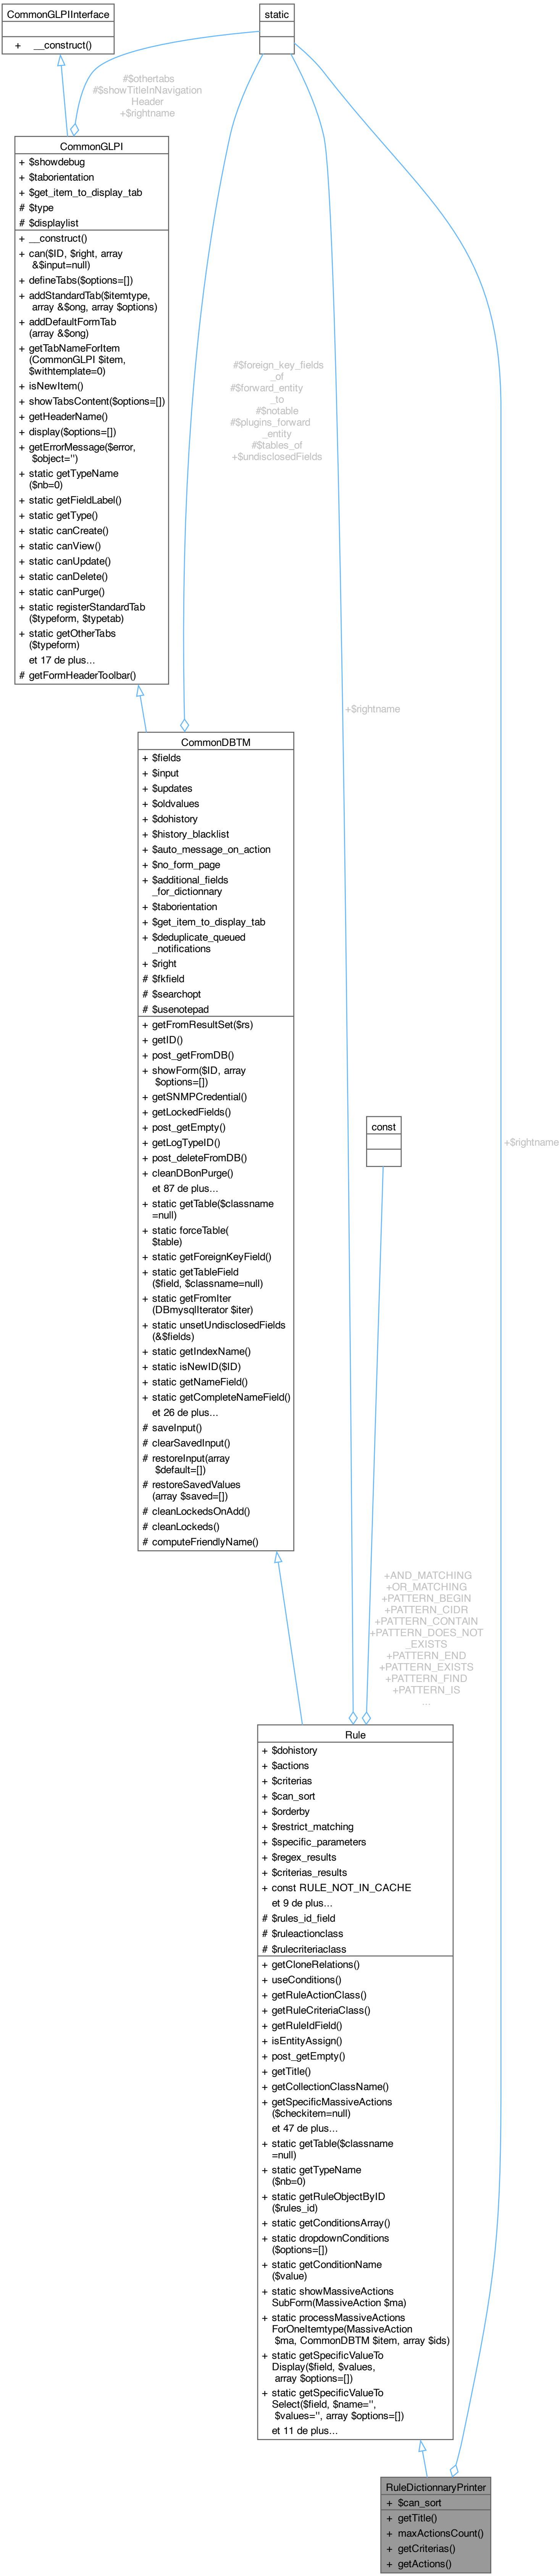 CommonGLPIInterface
+ __construct()
static
#$othertabs
#$showTitleInNavigation
Header
+$rightname
CommonGLPI
+ $showdebug
+ $taborientation
+ $get_item_to_display_tab
# $type
# $displaylist
+ __construct()
+ can($ID, $right, array
&$input=null)
+ defineTabs($options=[])
+ addStandardTab($itemtype,
array &$ong, array $options)
+ addDefaultFormTab
(array &$ong)
+ getTabNameForItem
(CommonGLPI $item,
$withtemplate=0)
+ isNewItem()
+ showTabsContent($options=[])
+ getHeaderName()
+ display($options=[])
+ getErrorMessage($error,
$object='')
+ static getTypeName
($nb=0)
+ static getFieldLabel()
+ static getType()
+ static canCreate()
+ static canView()
+ static canUpdate()
+ static canDelete()
+ static canPurge()
+ static registerStandardTab
($typeform, $typetab)
+ static getOtherTabs
($typeform)
et 17 de plus...
# getFormHeaderToolbar()
#$foreign_key_fields
_of
#$forward_entity
_to
#$notable
#$plugins_forward
_entity
#$tables_of
+$undisclosedFields
+$rightname
CommonDBTM
+ $fields
+ $input
+ $updates
+ $oldvalues
+ $dohistory
+ $history_blacklist
+ $auto_message_on_action
+ $no_form_page
+ $additional_fields
_for_dictionnary
+ $taborientation
+ $get_item_to_display_tab
+ $deduplicate_queued
_notifications
+ $right
# $fkfield
# $searchopt
# $usenotepad
+ getFromResultSet($rs)
+ getID()
+ post_getFromDB()
+ showForm($ID, array
$options=[])
+ getSNMPCredential()
+ getLockedFields()
+ post_getEmpty()
+ getLogTypeID()
+ post_deleteFromDB()
+ cleanDBonPurge()
et 87 de plus...
+ static getTable($classname
=null)
+ static forceTable(
$table)
+ static getForeignKeyField()
+ static getTableField
($field, $classname=null)
+ static getFromIter
(DBmysqlIterator $iter)
+ static unsetUndisclosedFields
(&$fields)
+ static getIndexName()
+ static isNewID($ID)
+ static getNameField()
+ static getCompleteNameField()
et 26 de plus...
# saveInput()
# clearSavedInput()
# restoreInput(array
$default=[])
# restoreSavedValues
(array $saved=[])
# cleanLockedsOnAdd()
# cleanLockeds()
# computeFriendlyName()
const
+$rightname
+AND_MATCHING
+OR_MATCHING
+PATTERN_BEGIN
+PATTERN_CIDR
+PATTERN_CONTAIN
+PATTERN_DOES_NOT
_EXISTS
+PATTERN_END
+PATTERN_EXISTS
+PATTERN_FIND
+PATTERN_IS
...
Rule
+ $dohistory
+ $actions
+ $criterias
+ $can_sort
+ $orderby
+ $restrict_matching
+ $specific_parameters
+ $regex_results
+ $criterias_results
+ const RULE_NOT_IN_CACHE
et 9 de plus...
# $rules_id_field
# $ruleactionclass
# $rulecriteriaclass
+ getCloneRelations()
+ useConditions()
+ getRuleActionClass()
+ getRuleCriteriaClass()
+ getRuleIdField()
+ isEntityAssign()
+ post_getEmpty()
+ getTitle()
+ getCollectionClassName()
+ getSpecificMassiveActions
($checkitem=null)
et 47 de plus...
+ static getTable($classname
=null)
+ static getTypeName
($nb=0)
+ static getRuleObjectByID
($rules_id)
+ static getConditionsArray()
+ static dropdownConditions
($options=[])
+ static getConditionName
($value)
+ static showMassiveActions
SubForm(MassiveAction $ma)
+ static processMassiveActions
ForOneItemtype(MassiveAction
$ma, CommonDBTM $item, array $ids)
+ static getSpecificValueTo
Display($field, $values,
array $options=[])
+ static getSpecificValueTo
Select($field, $name='',
$values='', array $options=[])
et 11 de plus...
RuleDictionnaryPrinter
+ $can_sort
+ getTitle()
+ maxActionsCount()
+ getCriterias()
+ getActions()